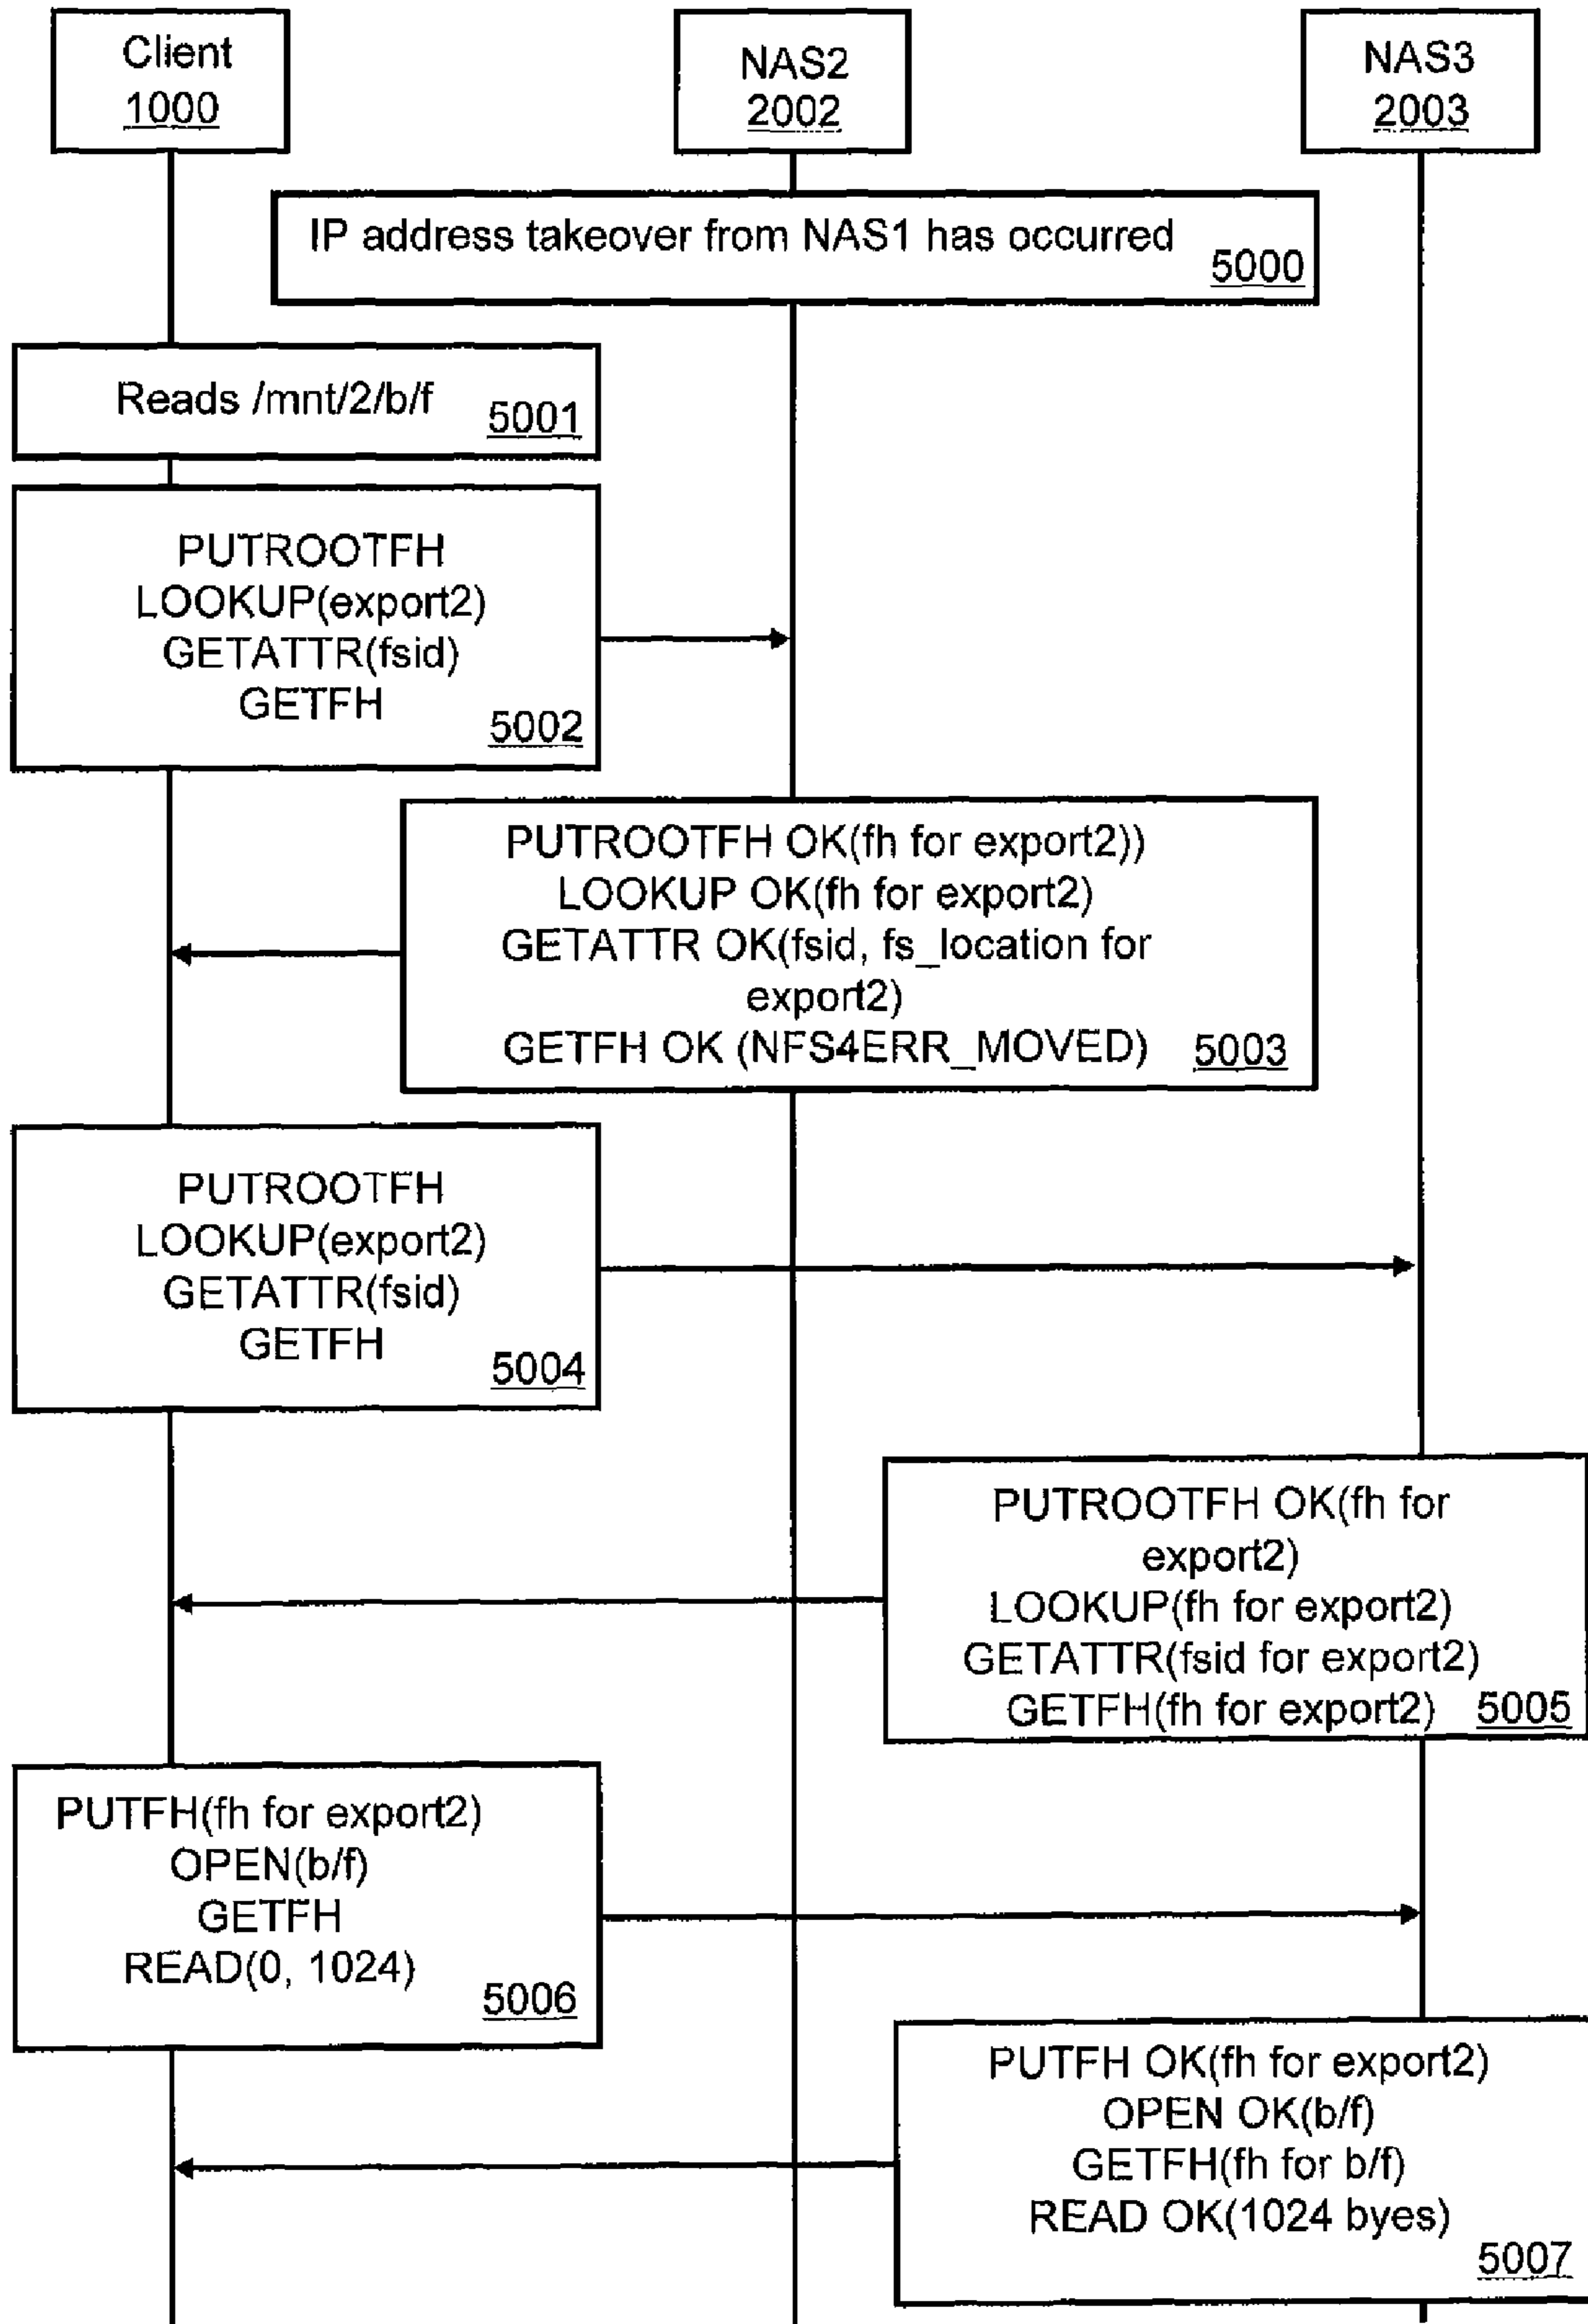 Client
1000
NAS2
2002
NAS3
2003
IP address takeover from NAS1 has occurred
5000
Reads /mnt/2/b/f
5001
PUTROOTFH
LOOKUP(export2)
GETATTR(fsid)
GETFH
5002
PUTROOTFH OK(fh for export2))
LOOKUP OK(fh for export2)
GETATTR OK(fsid, fs_location for
export2)
GETFH OK (NFS4ERR_MOVED)
5003
PUTROOTFH
LOOKUP(export2)
GETATTR(fsid)
GETFH
5004
PUTROOTFH OK(fh for
export2)
LOOKUP(fh for export2)
GETATTR(fsid for export2)
GETFH(fh for export2)
5005
PUTFH(fh for export2)
OPEN(b/f)
GETFH
READ(0, 1024)
5006
PUTFH OK(fh for export2)
OPEN OK(b/f)
GETFH(fh for b/f)
READ OK(1024 byes)
5007